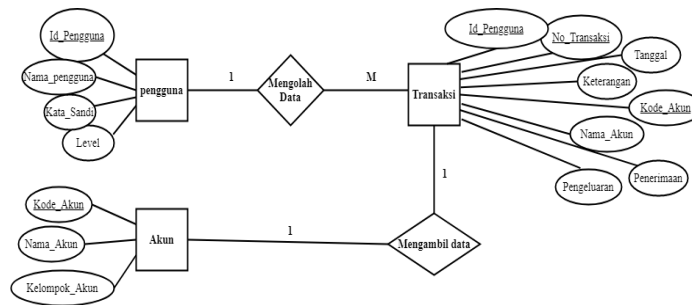 Id_Pengguna
Nama_pengguna
Kata_Sandi
Level
pengguna
1
Mengolah
Data
M
Transaksi
Id_Pengguna
No_Transaksi
Tanggal
Keterangan
Kode_Akun
Nama_Akun
Penerimaan
Pengeluaran
1
Kode_Akun
Nama_Akun
Kelompok_Akun
Akun
1
Mengambil data